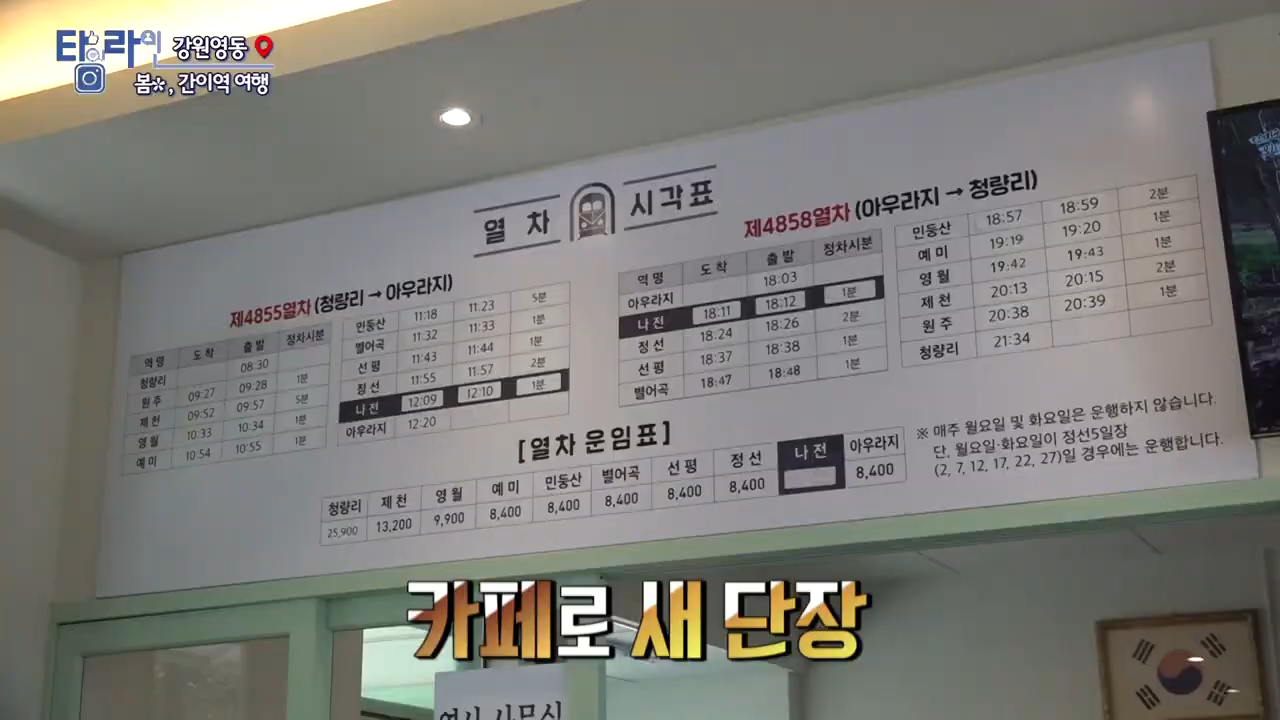 타임라인 강원영동
봄, 간이역 여행
열차 시각표
제4855열차 (청량리 → 아우라지)
역 명 도 착 출 발 정차시분
청량리 08:30
원 주 09:27 09:28 1분
제 천 09:52 09:57 5분
영 월 10:33 10:34 1분
예 미 10:54 10:55 1분
민둥산 11:18 11:23 5분
별어곡 11:32 11:33 1분
선 평 11:43 11:44 1분
정 선 11:55 11:57 2분
나 전 12:09 12:10 1분
아우라지 12:20
제4858열차 (아우라지 → 청량리)
역 명 도 착 출 발 정차시분
아우라지 18:03
나 전 18:11 18:12 1분
정 선 18:24 18:26 2분
선 평 18:37 18:38 1분
별어곡 18:47 18:48 1분
민둥산 18:57 18:59 2분
예 미 19:19 19:20 1분
영 월 19:42 19:43 1분
제 천 20:13 20:15 2분
원 주 20:38 20:39 1분
청량리 21:34
[열차 운임표]
청량리 제 천 영 월 예 미 민둥산 별어곡 선 평 정 선 나 전 아우라지
25,900 13,200 9,900 8,400 8,400 8,400 8,400 8,400 8,400
※ 매주 월요일 및 화요일은 운행하지 않습니다.
단, 월요일·화요일이 정선5일장
(2, 7, 12, 17, 22, 27)일 경우에는 운행합니다.
카페로 새 단장